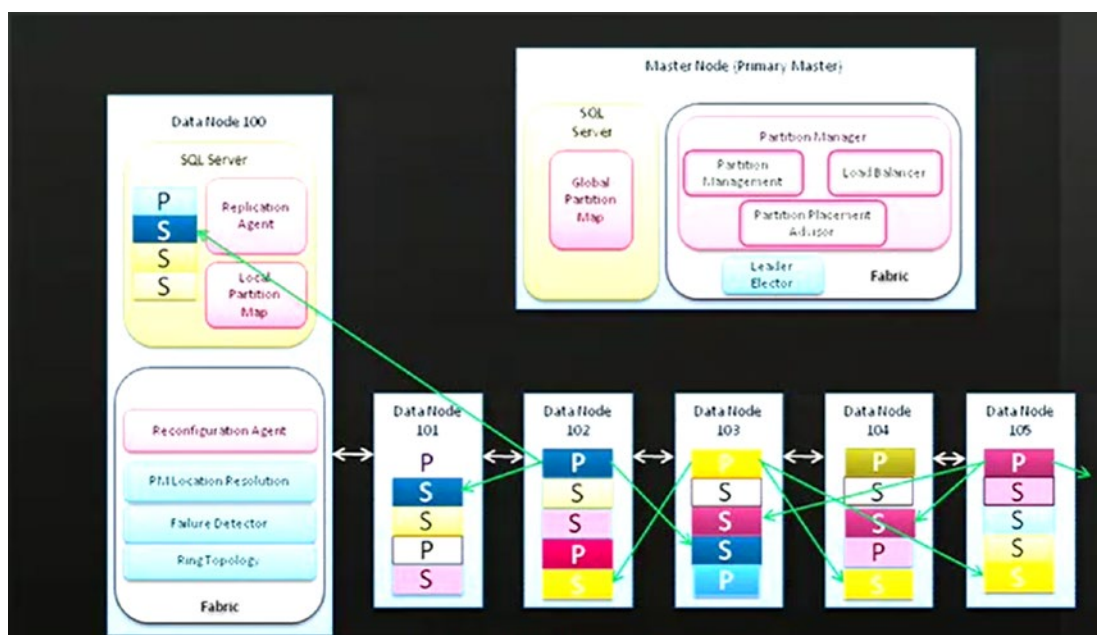 Master Node (Primary Master)
SQL
Server
Global
Partition
Map
Partition Manager
Partition
Management
Load Balancer
Partition Placement
Advisor
Leader
Elector
Fabric
Data Node 100
SQL Server
P
S
S
S
Replication
Agent
Local
Partition
Map
Reconfiguration Agent
PM Location Resolution
Failure Detector
Ring Topology
Fabric
Data Node
101
P
S
S
P
S
Data Node
102
P
S
S
P
S
Data Node
103
P
S
S
S
P
Data Node
104
P
S
S
P
S
Data Node
105
P
S
S
S
S